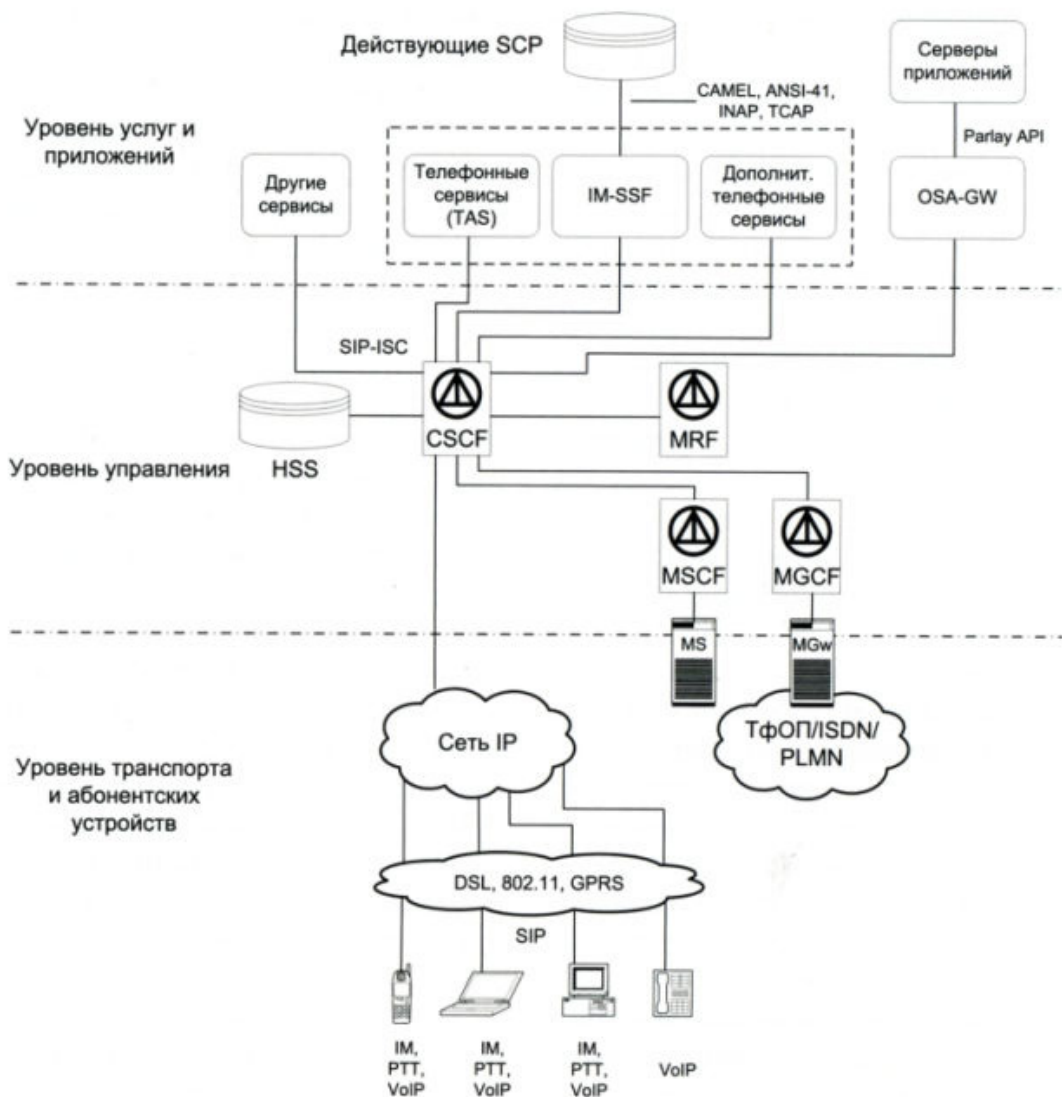 Действующие SCP
Серверы
приложений
CAMEL, ANSI-41,
INAP, TCAP
Уровень услуг и
приложений
Parlay API
Другие
сервисы
Телефонные
сервисы
(TAS)
IM-SSF
Дополнит.
телефонные
сервисы
OSA-GW
SIP-ISC
CSCF
MRF
HSS
Уровень управления
MSCF
MGCF
MS
MGw
Сеть IP
ТфОП/ISDN/
PLMN
Уровень транспорта
и абонентских
устройств
DSL, 802.11, GPRS
SIP
IM,
PTT,
VoIP
IM,
PTT,
VoIP
IM,
PTT,
VoIP
VoIP